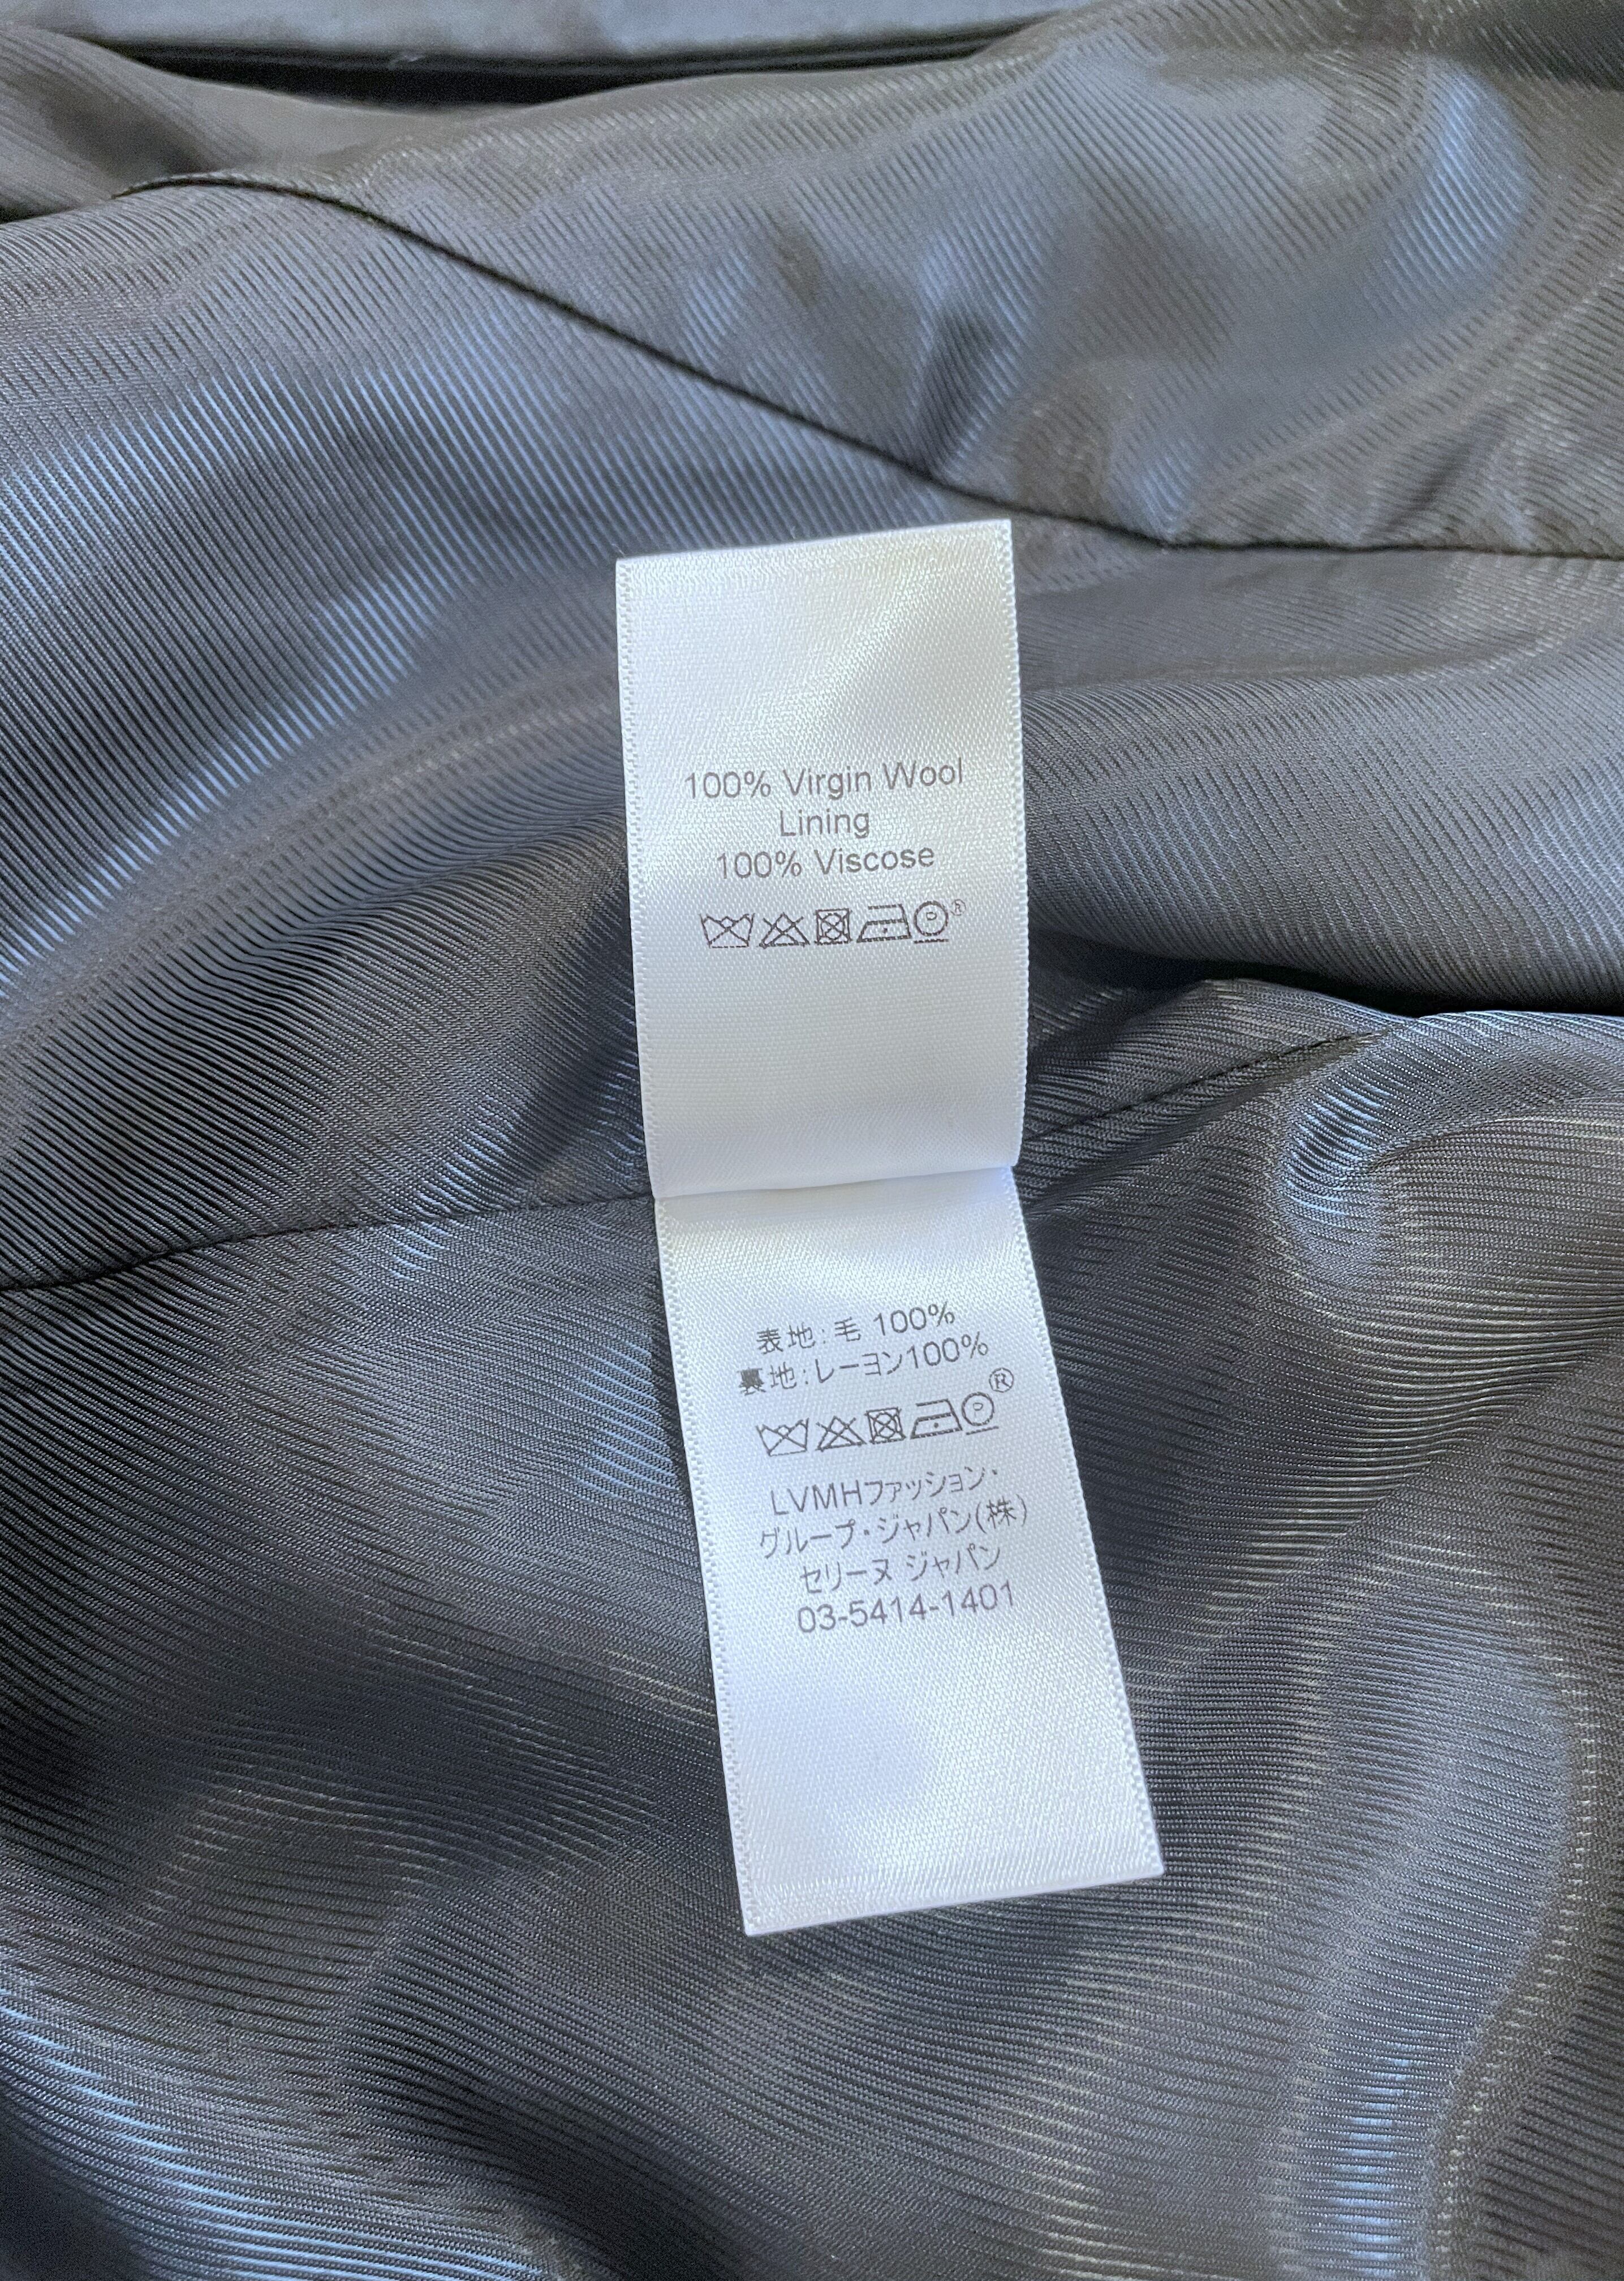 100% Virgin Wool
Lining
100% Viscose
P®
表地:毛 100%
裏地:レーヨン100%
P®
LVMHファッション・
グループ・ジャパン(株)
セリーヌ ジャパン
03-5414-1401